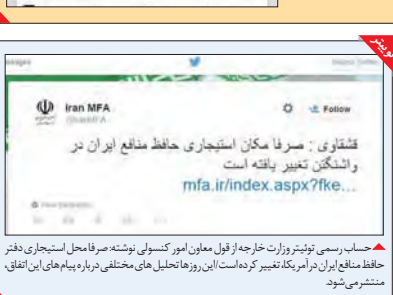 توییتر
Iran MFA
Follow
قشقاوی : صرفا مکان استیجاری حافظ منافع ایران در
واشنگتن تغییر یافته است
mfa.ir/index.aspx?fke...
حساب رسمی توئیتر وزارت خارجه از قول معاون امور کنسولی نوشته: صرفا محل استیجاری دفتر
حافظ منافع ایران در آمریکا، تغییر کرده است/ این روزها تحلیل های مختلفی درباره پیام های این اتفاق،
منتشر می شود.